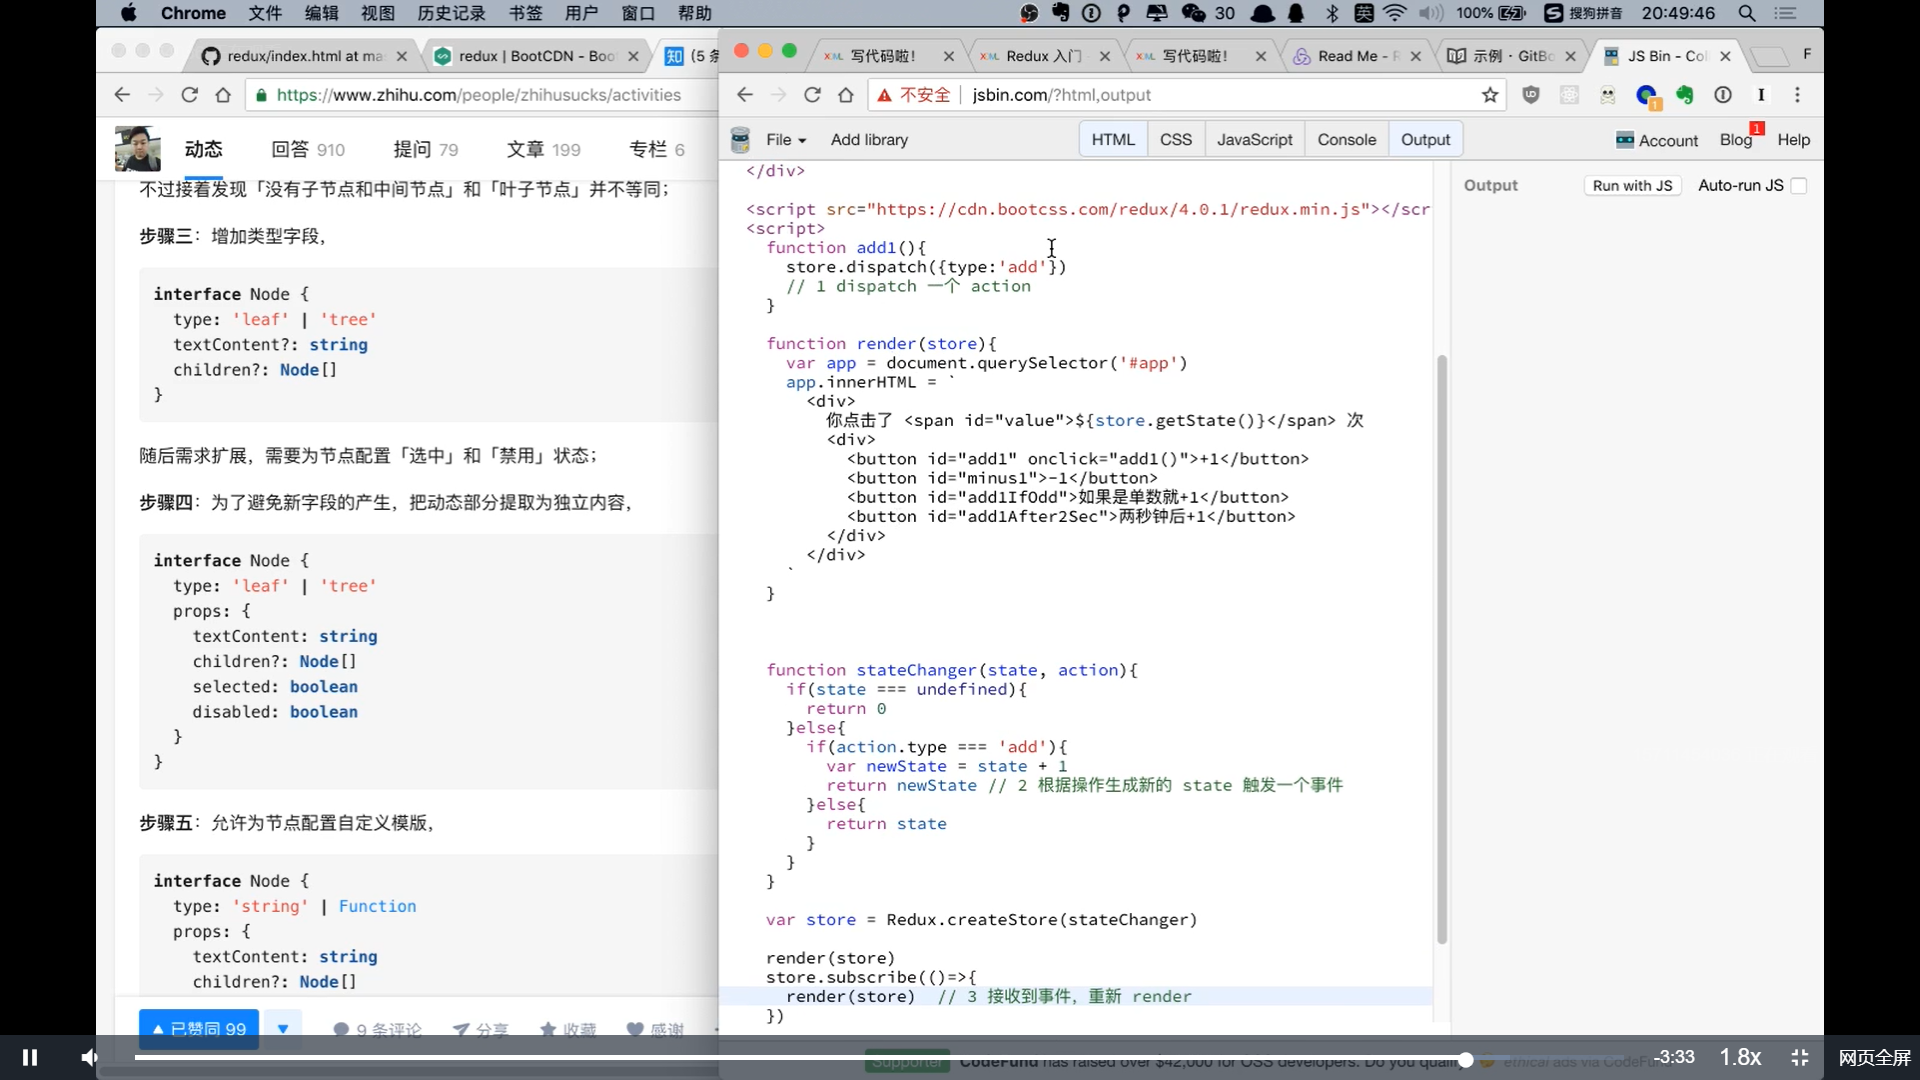 Chrome 文件 编辑 视图 历史记录 书签 用户 窗口 帮助
30 100% 英 搜狗拼音 20:49:46
redux/index.html at ma
redux | BootCDN - Boo
知 (5 条
https://www.zhihu.com/people/zhihusucks/activities
动态 回答 910 提问 79 文章 199 专栏 6
不过接着发现「没有子节点和中间节点」和「叶子节点」并不等同；
步骤三：增加类型字段，
interface Node {
type: 'leaf' | 'tree'
textContent?: string
children?: Node[]
}
随后需求扩展，需要为节点配置「选中」和「禁用」状态；
步骤四：为了避免新字段的产生，把动态部分提取为独立内容，
interface Node {
type: 'leaf' | 'tree'
props: {
textContent: string
children?: Node[]
selected: boolean
disabled: boolean
}
}
步骤五：允许为节点配置自定义模版，
interface Node {
type: 'string' | Function
props: {
textContent: string
children?: Node[]
已赞同 99 9 条评论 分享 收藏 感谢
写代码啦！ Redux 入门 写代码啦！ Read Me - R 示例 · GitBo JS Bin - Col F
不安全 jsbin.com/?html,output
File Add library HTML CSS JavaScript Console Output Account Blog 1 Help
Output Run with JS Auto-run JS
</div>
<script src="https://cdn.bootcss.com/redux/4.0.1/redux.min.js"></scr
<script>
function add1(){
store.dispatch({type:'add'})
// 1 dispatch 一个 action
}
function render(store){
var app = document.querySelector('#app')
app.innerHTML = `
<div>
你点击了 <span id="value">${store.getState()}</span> 次
<div>
<button id="add1" onclick="add1()">+1</button>
<button id="minus1">-1</button>
<button id="add1IfOdd">如果是单数就+1</button>
<button id="add1After2Sec">两秒钟后+1</button>
</div>
</div>
`
}
function stateChanger(state, action){
if(state === undefined){
return 0
}else{
if(action.type === 'add'){
var newState = state + 1
return newState // 2 根据操作生成新的 state 触发一个事件
}else{
return state
}
}
}
var store = Redux.createStore(stateChanger)
render(store)
store.subscribe(()=>{
render(store) // 3 接收到事件，重新 render
})
Supporter CodeFund has raised over $42,000 for OSS developers. Do you qualify ethical ads via CodeFund
-3:33 1.8x 网页全屏